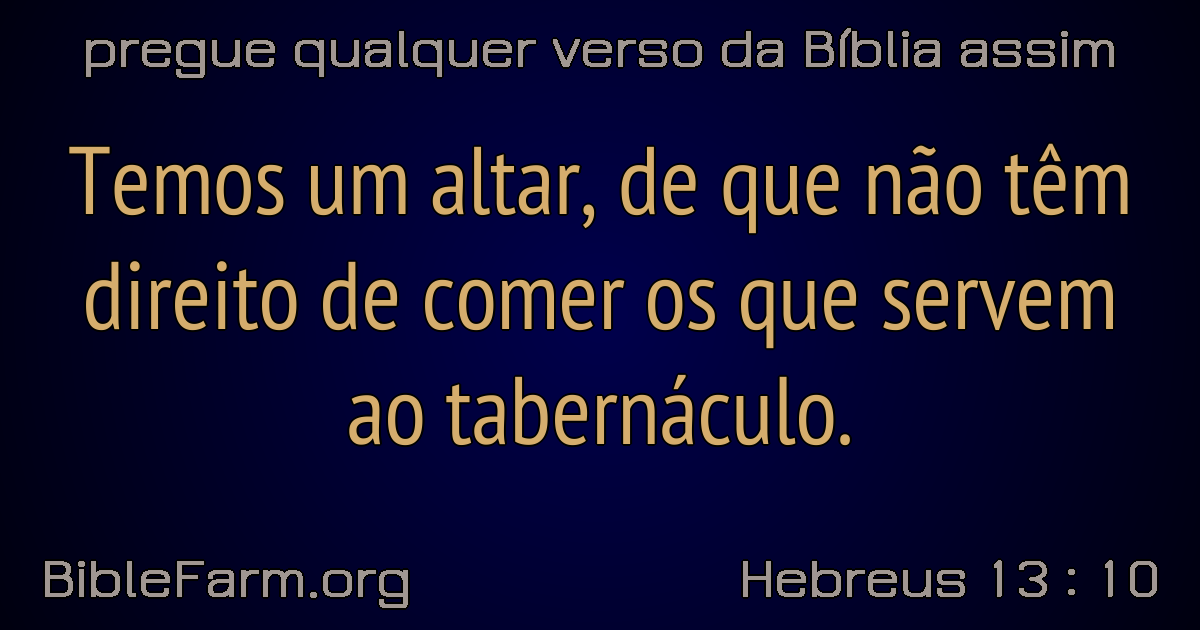 pregue qualquer verso da Bíblia assim
Temos um altar, de que não têm
direito de comer os que servem
ao tabernáculo.
BibleFarm.org
Hebreus 13 : 10